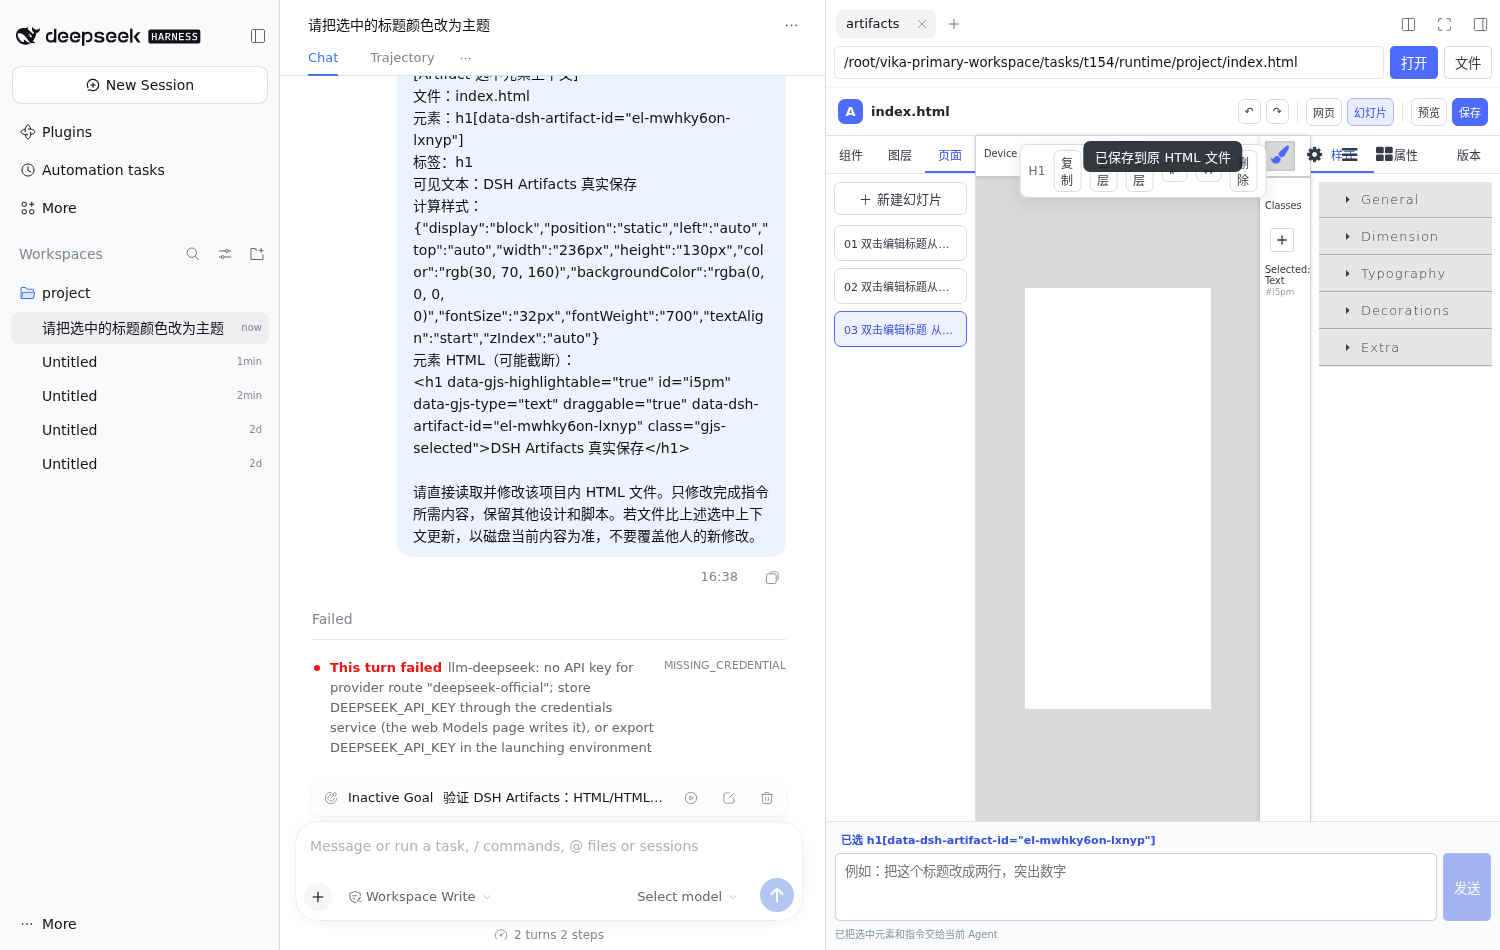 deepseek HARNESS
New Session
Plugins
Automation tasks
More
Workspaces
project
请把选中的标题颜色改为主题 now
Untitled 1min
Untitled 2min
Untitled 2d
Untitled 2d
More
请把选中的标题颜色改为主题
Chat
Trajectory
文件：index.html
元素：h1[data-dsh-artifact-id="el-mwhky6on-
lxnyp"]
标签：h1
可见文本：DSH Artifacts 真实保存
计算样式：
{"display":"block","position":"static","left":"auto","
top":"auto","width":"236px","height":"130px","col
or":"rgb(30, 70, 160)","backgroundColor":"rgba(0,
0, 0,
0)","fontSize":"32px","fontWeight":"700","textAlig
n":"start","zIndex":"auto"}
元素 HTML（可能截断）：
<h1 data-gjs-highlightable="true" id="i5pm"
data-gjs-type="text" draggable="true" data-dsh-
artifact-id="el-mwhky6on-lxnyp" class="gjs-
selected">DSH Artifacts 真实保存</h1>
请直接读取并修改该项目内 HTML 文件。只修改完成指令
所需内容，保留其他设计和脚本。若文件比上述选中上下
文更新，以磁盘当前内容为准，不要覆盖他人的新修改。
16:38
Failed
This turn failed llm-deepseek: no API key for
provider route "deepseek-official"; store
DEEPSEEK_API_KEY through the credentials
service (the web Models page writes it), or export
DEEPSEEK_API_KEY in the launching environment
MISSING_CREDENTIAL
Inactive Goal 验证 DSH Artifacts：HTML/HTML...
Message or run a task, / commands, @ files or sessions
Workspace Write
Select model
2 turns 2 steps
artifacts
/root/vika-primary-workspace/tasks/t154/runtime/project/index.html
打开
文件
A index.html
网页
幻灯片
预览
保存
组件
图层
页面
Device
H1
复制
层
层
除
已保存到原 HTML 文件
属性
版本
新建幻灯片
01 双击编辑标题从...
02 双击编辑标题从...
03 双击编辑标题 从...
Classes
Selected:
Text
#i5pm
General
Dimension
Typography
Decorations
Extra
已选 h1[data-dsh-artifact-id="el-mwhky6on-lxnyp"]
例如：把这个标题改成两行，突出数字
发送
已把选中元素和指令交给当前 Agent